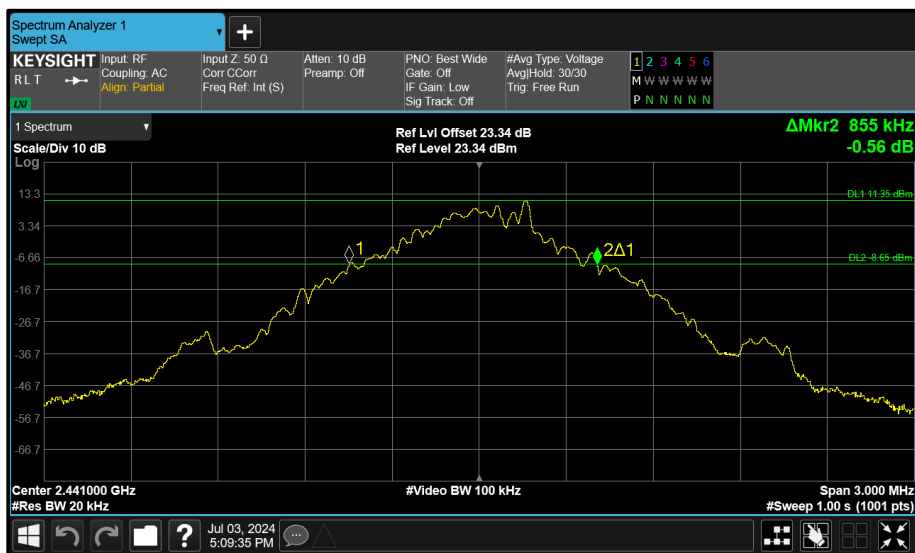 Spectrum Analyzer 1
Swept SA
+
KEYSIGHT
R L T
LXI
Input: RF
Coupling: AC
Align: Partial
Input Z: 50 Ω
Corr CCorr
Freq Ref: Int (S)
Atten: 10 dB
Preamp: Off
PNO: Best Wide
Gate: Off
IF Gain: Low
Sig Track: Off
#Avg Type: Voltage
Avg|Hold: 30/30
Trig: Free Run
1 2 3 4 5 6
M W W W W W
P N N N N N
1 Spectrum
Scale/Div 10 dB
Ref Lvl Offset 23.34 dB
Ref Level 23.34 dBm
ΔMkr2 855 kHz
-0.56 dB
Log
13.3
DL1 11.35 dBm
3.34
1
2Δ1
-6.66
DL2 -8.65 dBm
-16.7
-26.7
-36.7
-46.7
-56.7
-66.7
Center 2.441000 GHz
#Video BW 100 kHz
Span 3.000 MHz
#Res BW 20 kHz
#Sweep 1.00 s (1001 pts)
?
Jul 03, 2024
5:09:35 PM